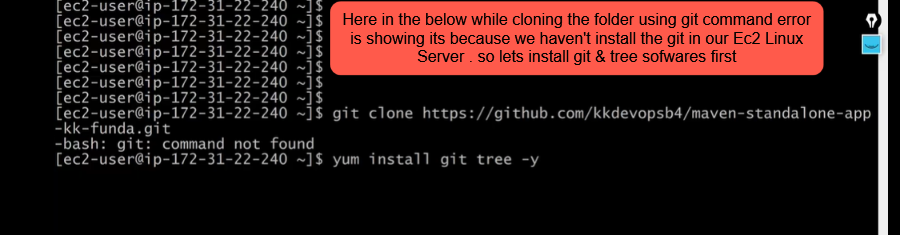 [ec2-user@ip-172-31-22-240 ~]$
[ec2-user@ip-172-31-22-240 ~]$
[ec2-user@ip-172-31-22-240 ~]$
[ec2-user@ip-172-31-22-240 ~]$
[ec2-user@ip-172-31-22-240 ~]$
[ec2-user@ip-172-31-22-240 ~]$
[ec2-user@ip-172-31-22-240 ~]$
Here in the below while cloning the folder using git command error
is showing its because we haven't install the git in our Ec2 Linux
Server . so lets install git & tree sofwares first
[ec2-user@ip-172-31-22-240 ~]$ git clone https://github.com/kkdevopsb4/maven-standalone-app
-kk-funda.git
-bash: git: command not found
[ec2-user@ip-172-31-22-240 ~]$ yum install git tree -y